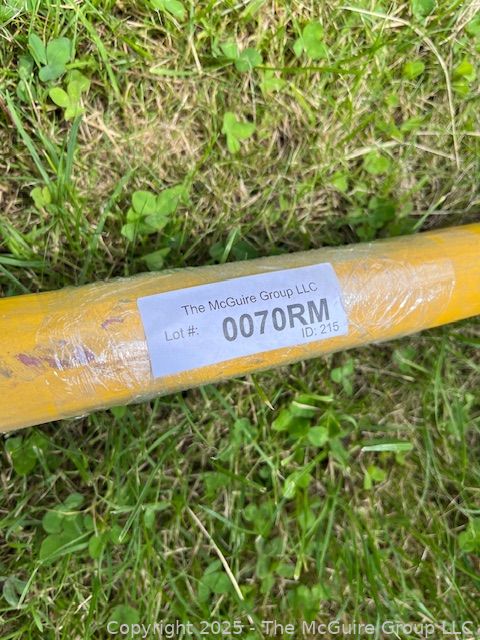 The McGuire Group LLC
Lot #: 0070RM
ID: 215
Copyright © 2025 - The McGuire Group LLC